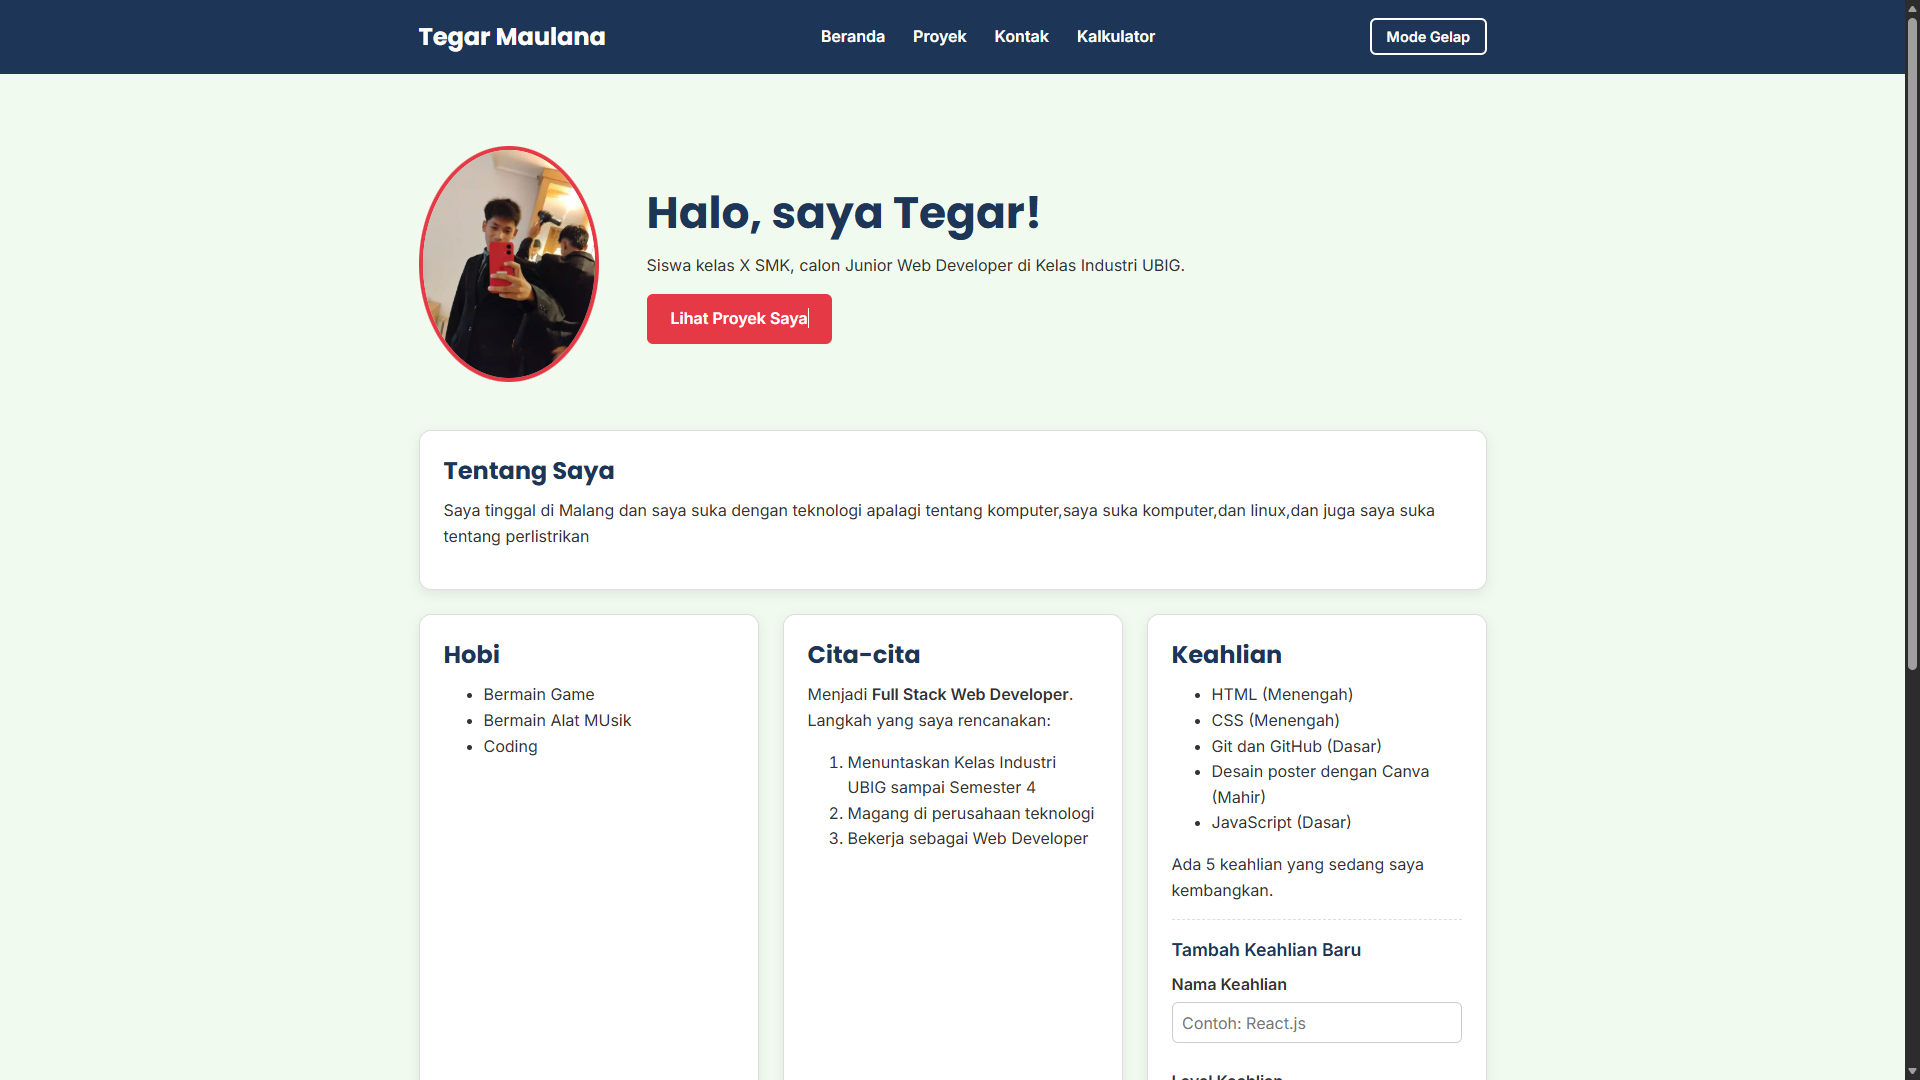 Tegar Maulana
Beranda
Proyek
Kontak
Kalkulator
Mode Gelap
Halo, saya Tegar!
Siswa kelas X SMK, calon Junior Web Developer di Kelas Industri UBIG.
Lihat Proyek Saya
Tentang Saya
Saya tinggal di Malang dan saya suka dengan teknologi apalagi tentang komputer,saya suka komputer,dan linux,dan juga saya suka
tentang perlistrikan
Hobi
• Bermain Game
• Bermain Alat MUsik
• Coding
Cita-cita
Menjadi Full Stack Web Developer.
Langkah yang saya rencanakan:
1. Menuntaskan Kelas Industri
UBIG sampai Semester 4
2. Magang di perusahaan teknologi
3. Bekerja sebagai Web Developer
Keahlian
• HTML (Menengah)
• CSS (Menengah)
• Git dan GitHub (Dasar)
• Desain poster dengan Canva
(Mahir)
• JavaScript (Dasar)
Ada 5 keahlian yang sedang saya
kembangkan.
Tambah Keahlian Baru
Nama Keahlian
Contoh: React.js
Level Keahlian